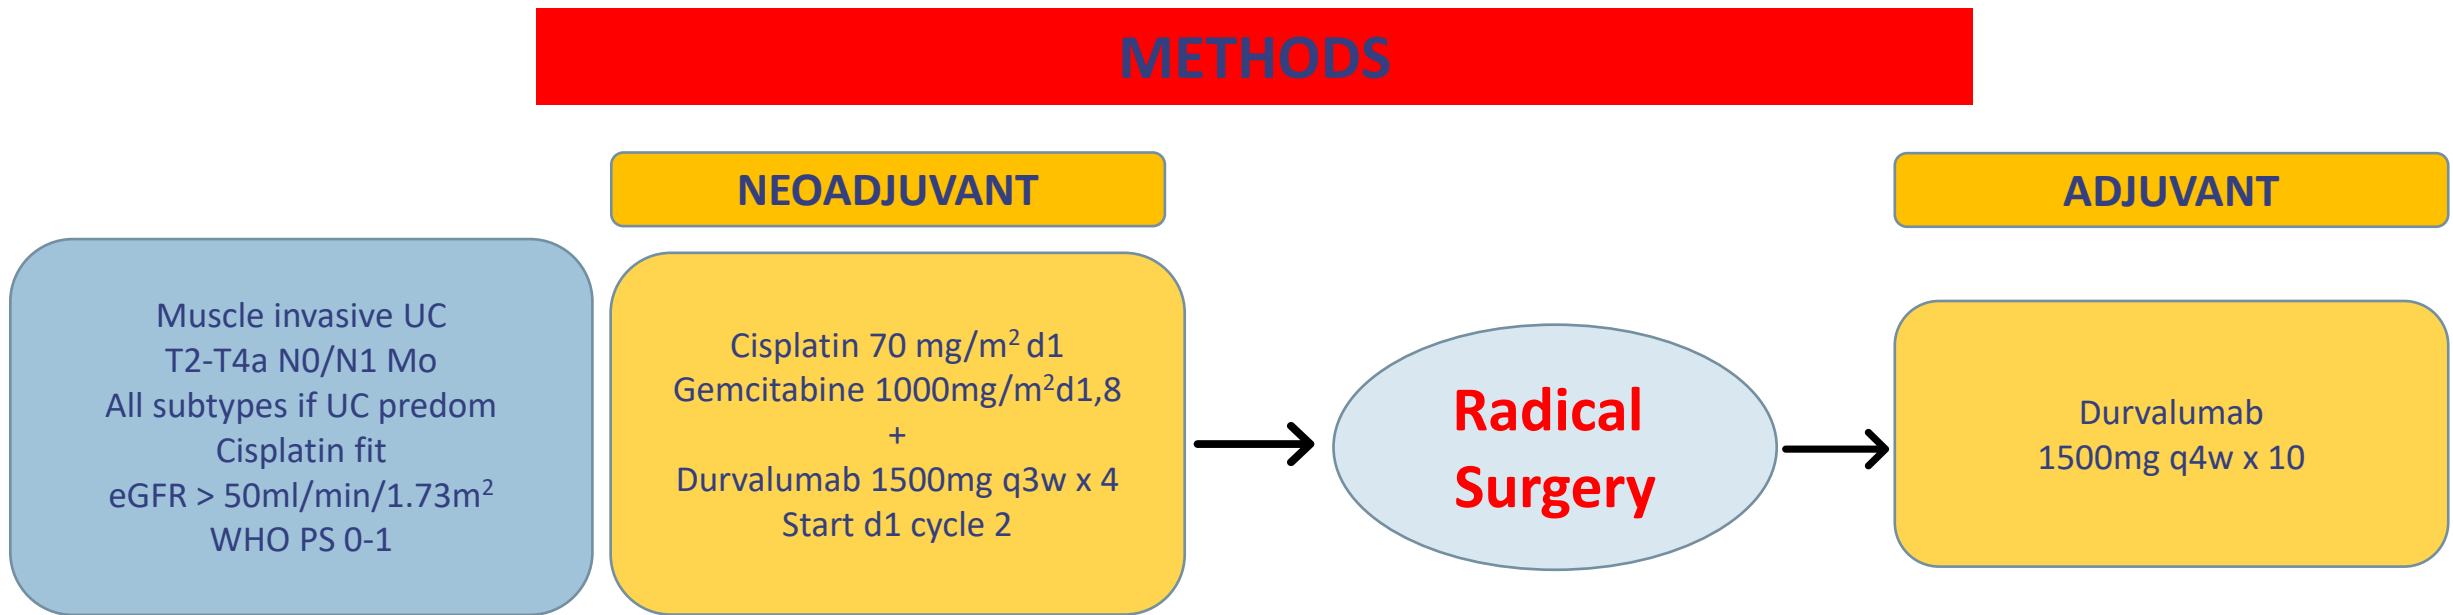 METHODS
NEOADJUVANT
ADJUVANT
Muscle invasive UC
T2-T4a N0/N1 Mo
All subtypes if UC predom
Cisplatin fit
eGFR > 50ml/min/1.73m²
WHO PS 0-1
Cisplatin 70 mg/m² d1
Gemcitabine 1000mg/m²d1,8
+
Durvalumab 1500mg q3w x 4
Start d1 cycle 2
Radical
Surgery
Durvalumab
1500mg q4w x 10